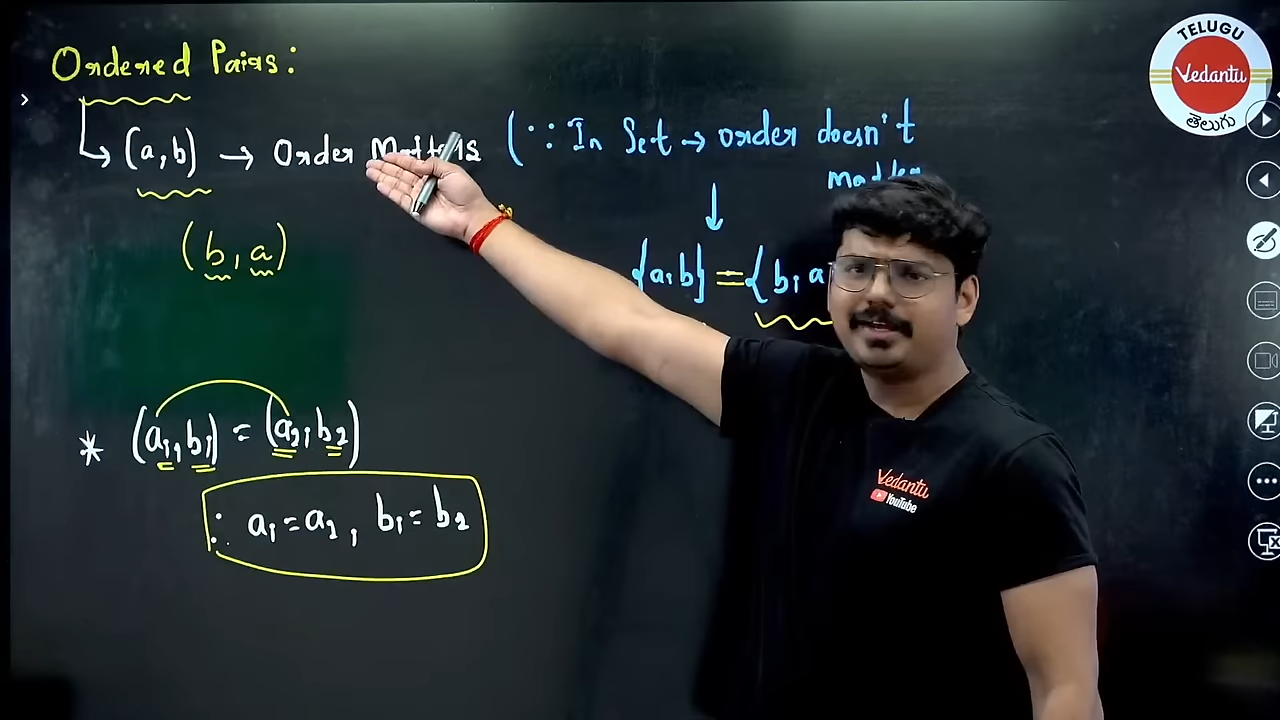 Ordered Pairs:
(a,b) → Order Matters (∵ In Set → order doesn't
matter
(b,a)
{a,b} = {b,a
* (a₁,b₁) = (a₂,b₂)
∴ a₁=a₂, b₁=b₂
TELUGU
Vedantu
తెలుగు
Vedantu
YouTube